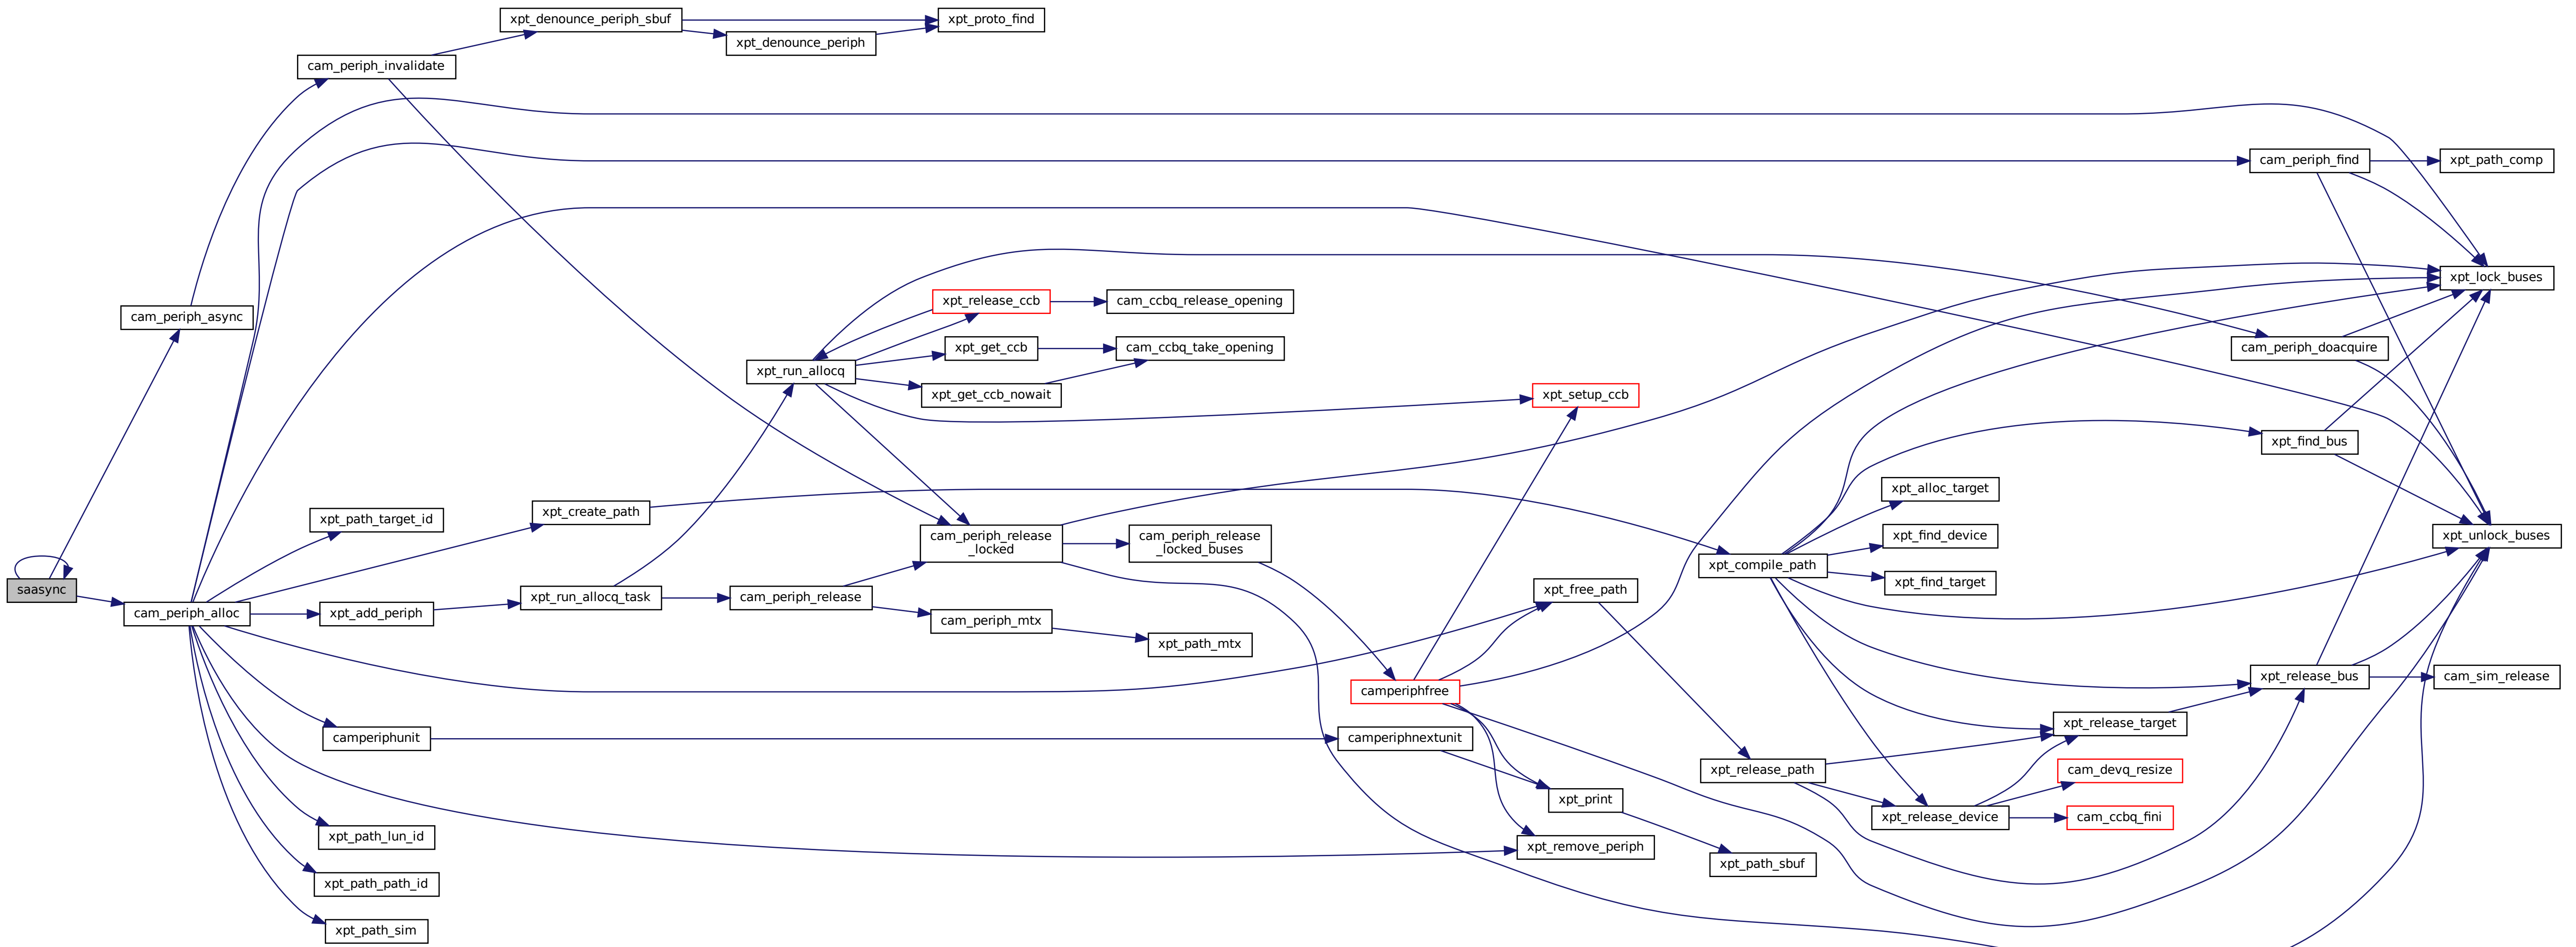 xpt_denounce_periph_sbuf
xpt_proto_find
xpt_denounce_periph
cam_periph_invalidate
cam_periph_find
xpt_path_comp
xpt_lock_buses
xpt_release_ccb
cam_ccbq_release_opening
cam_periph_async
xpt_get_ccb
cam_ccbq_take_opening
cam_periph_doacquire
xpt_run_allocq
xpt_get_ccb_nowait
xpt_setup_ccb
xpt_find_bus
xpt_alloc_target
xpt_create_path
xpt_path_target_id
cam_periph_release
_locked
cam_periph_release
_locked_buses
xpt_find_device
xpt_unlock_buses
xpt_compile_path
xpt_find_target
saasync
xpt_free_path
xpt_run_allocq_task
cam_periph_release
cam_periph_alloc
xpt_add_periph
cam_periph_mtx
xpt_path_mtx
xpt_release_bus
cam_sim_release
camperiphfree
xpt_release_target
camperiphunit
camperiphnextunit
xpt_release_path
cam_devq_resize
xpt_print
xpt_release_device
cam_ccbq_fini
xpt_path_lun_id
xpt_remove_periph
xpt_path_sbuf
xpt_path_path_id
xpt_path_sim